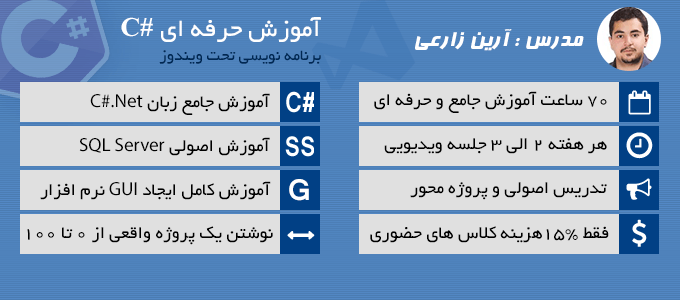 مدرس : آرین زارعی
۷۰ ساعت آموزش جامع و حرفه ای
هر هفته ۲ الی ۳ جلسه ویدیویی
تدریس اصولی و پروژه محور
فقط ۱۵% هزینه کلاس های حضوری
آموزش حرفه ای C#
برنامه نویسی تحت ویندوز
C# آموزش جامع زبان C#.Net
SS آموزش اصولی SQL Server
G آموزش کامل ایجاد GUI نرم افزار
نوشتن یک پروژه واقعی از ۰ تا ۱۰۰